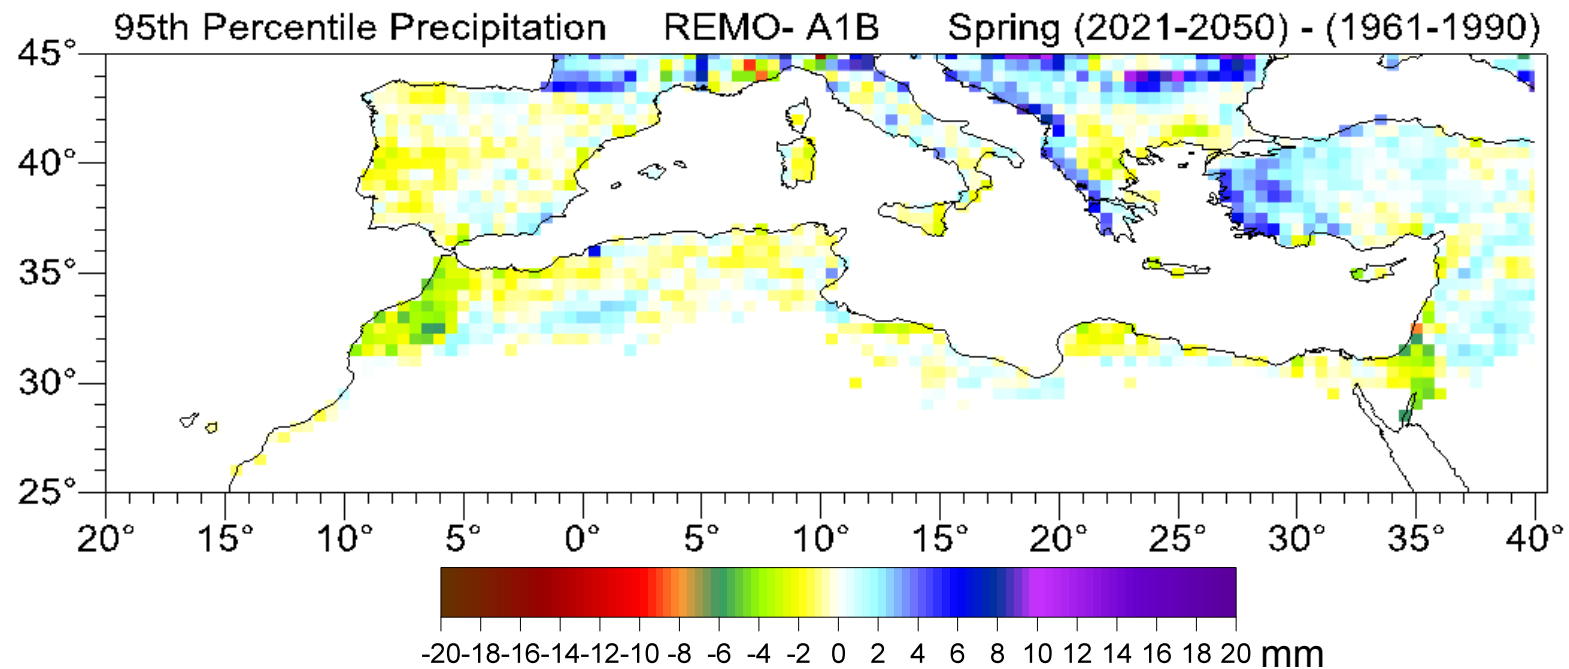 95th Percentile Precipitation REMO- A1B Spring (2021-2050) - (1961-1990)
45°
40°
35°
30°
25°
20° 15° 10° 5° 0° 5° 10° 15° 20° 25° 30° 35° 40°
-20-18-16-14-12-10 -8 -6 -4 -2 0 2 4 6 8 10 12 14 16 18 20 mm